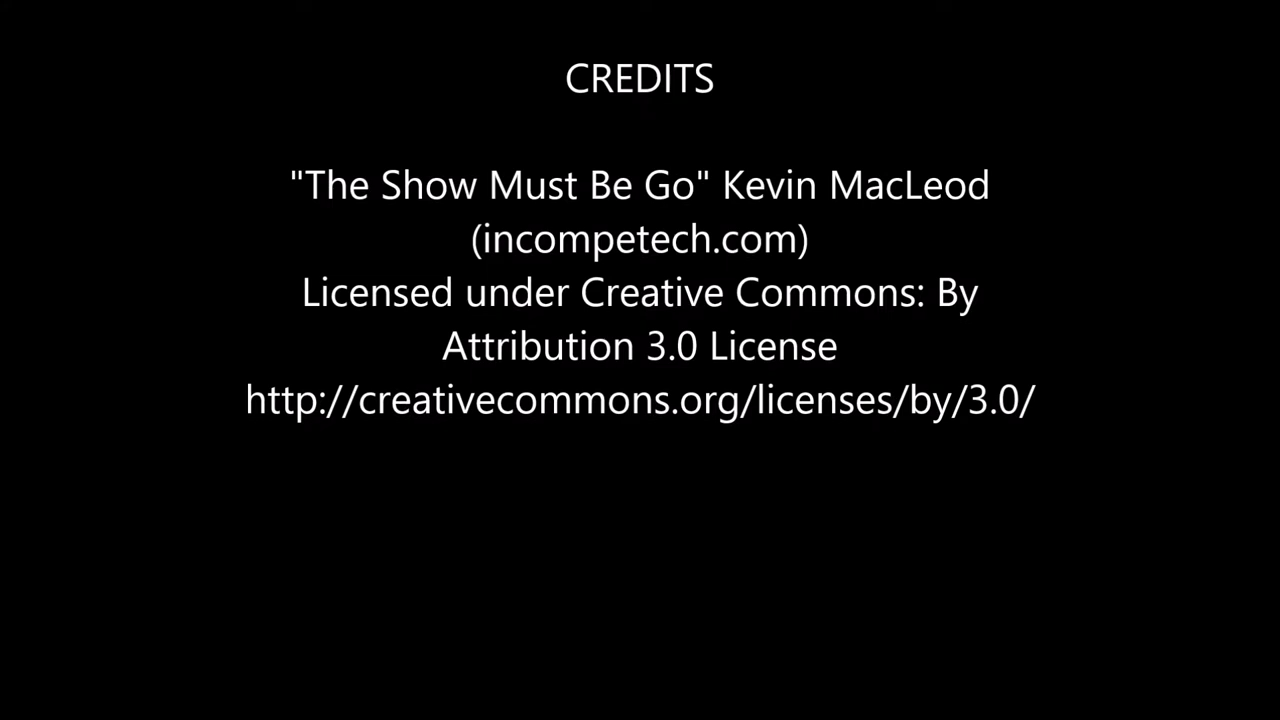 CREDITS
"The Show Must Be Go" Kevin MacLeod
(incompetech.com)
Licensed under Creative Commons: By
Attribution 3.0 License
http://creativecommons.org/licenses/by/3.0/